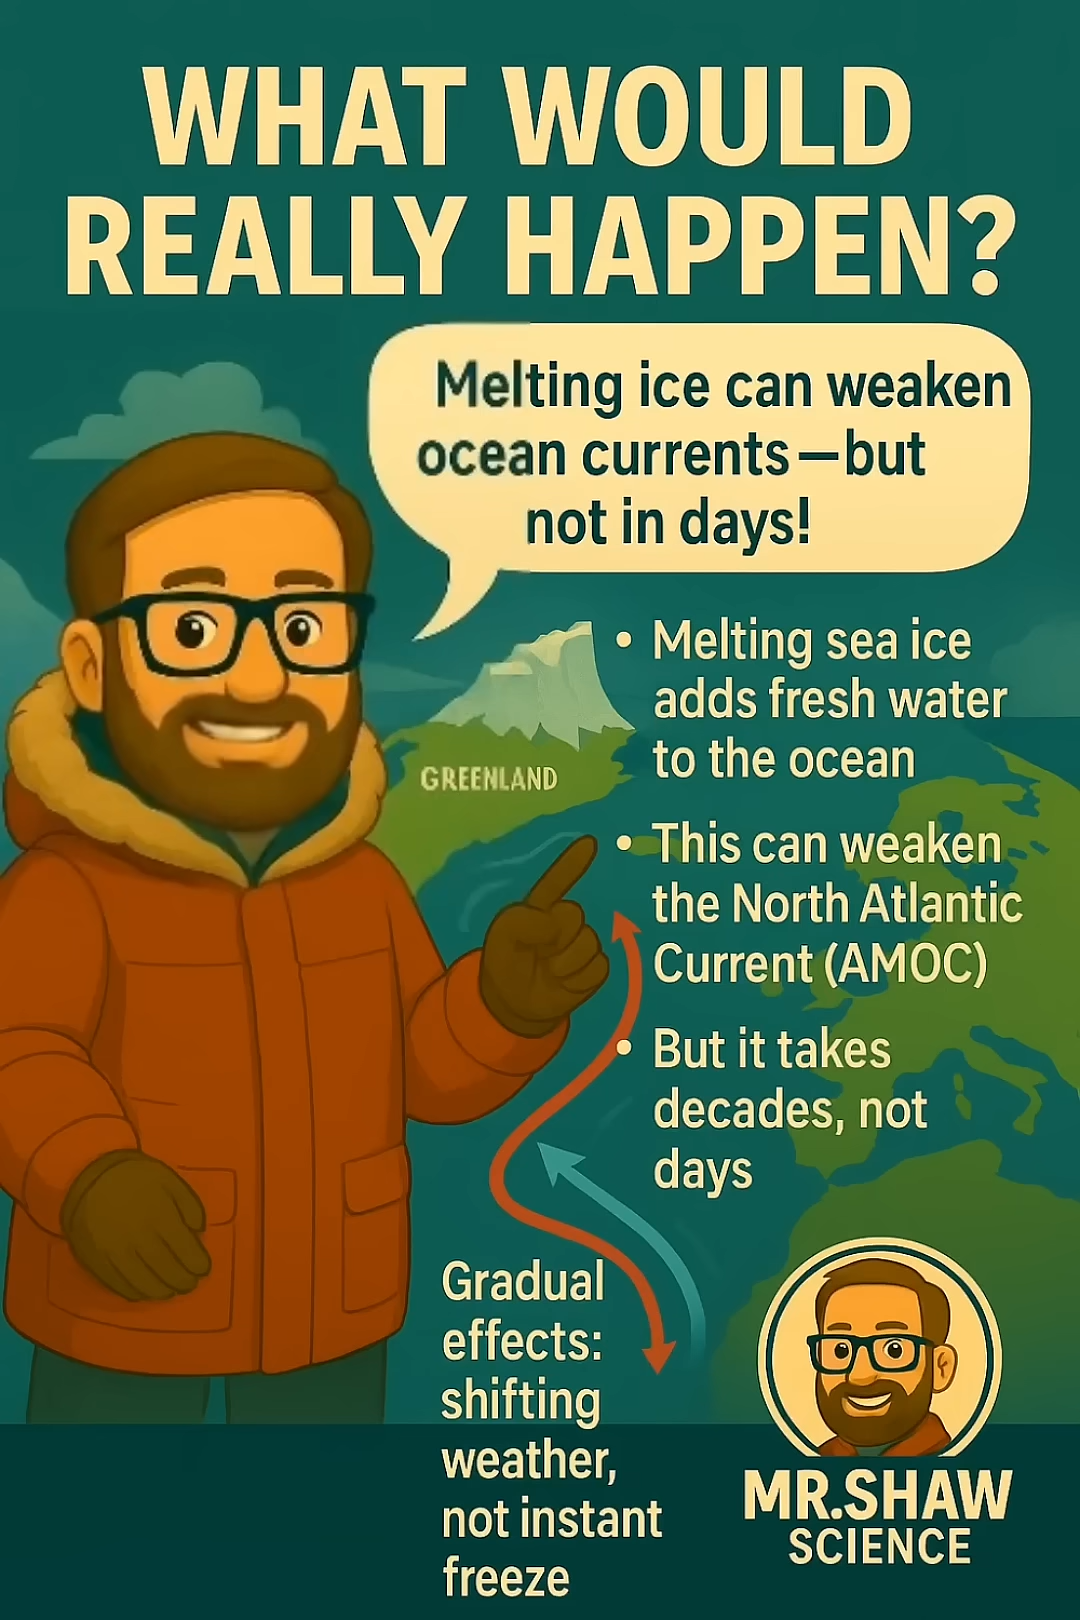 WHAT WOULD
REALLY HAPPEN?
Melting ice can weaken
ocean currents—but
not in days!
GREENLAND
• Melting sea ice
adds fresh water
to the ocean
• This can weaken
the North Atlantic
Current (AMOC)
• But it takes
decades, not
days
Gradual
effects:
shifting
weather,
not instant
freeze
MR.SHAW
SCIENCE